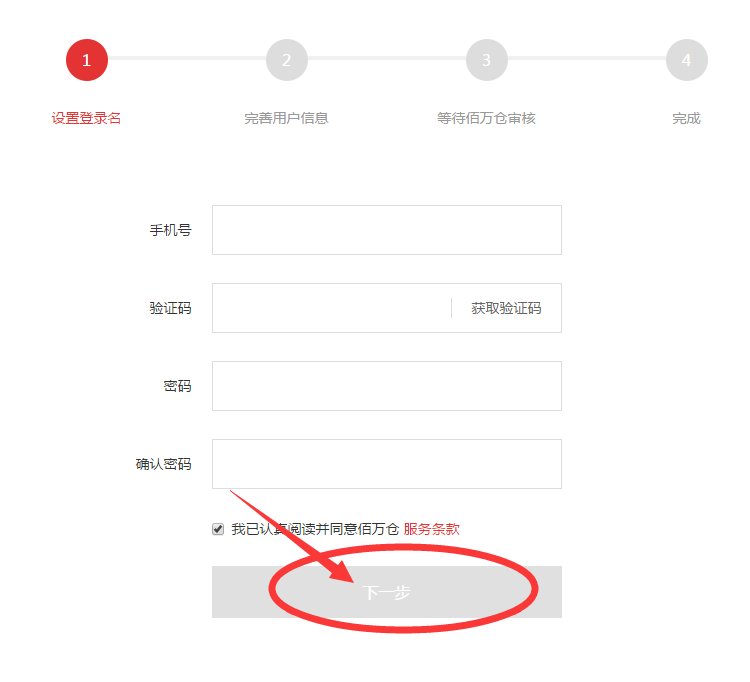 1 2 3 4
设置登录名 完善用户信息 等待佰万仓审核 完成
手机号
验证码 获取验证码
密码
确认密码
我已认真阅读并同意佰万仓 服务条款
下一步